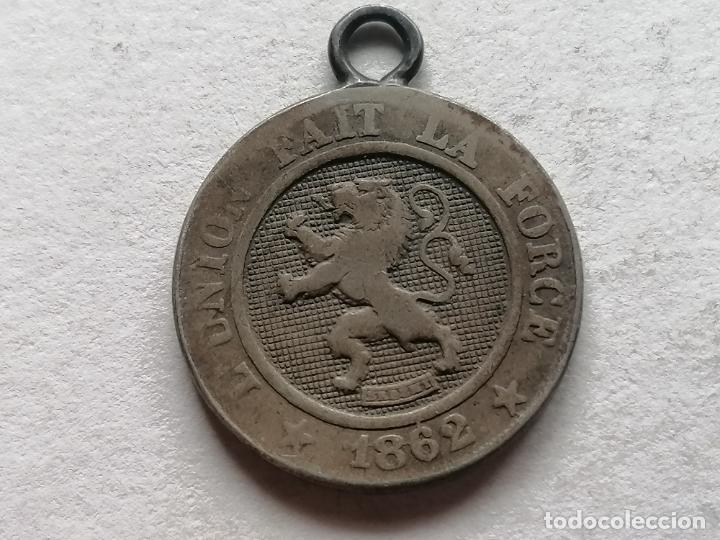 L'UNION FAIT LA FORCE
★ 1862 ★
todocoleccion